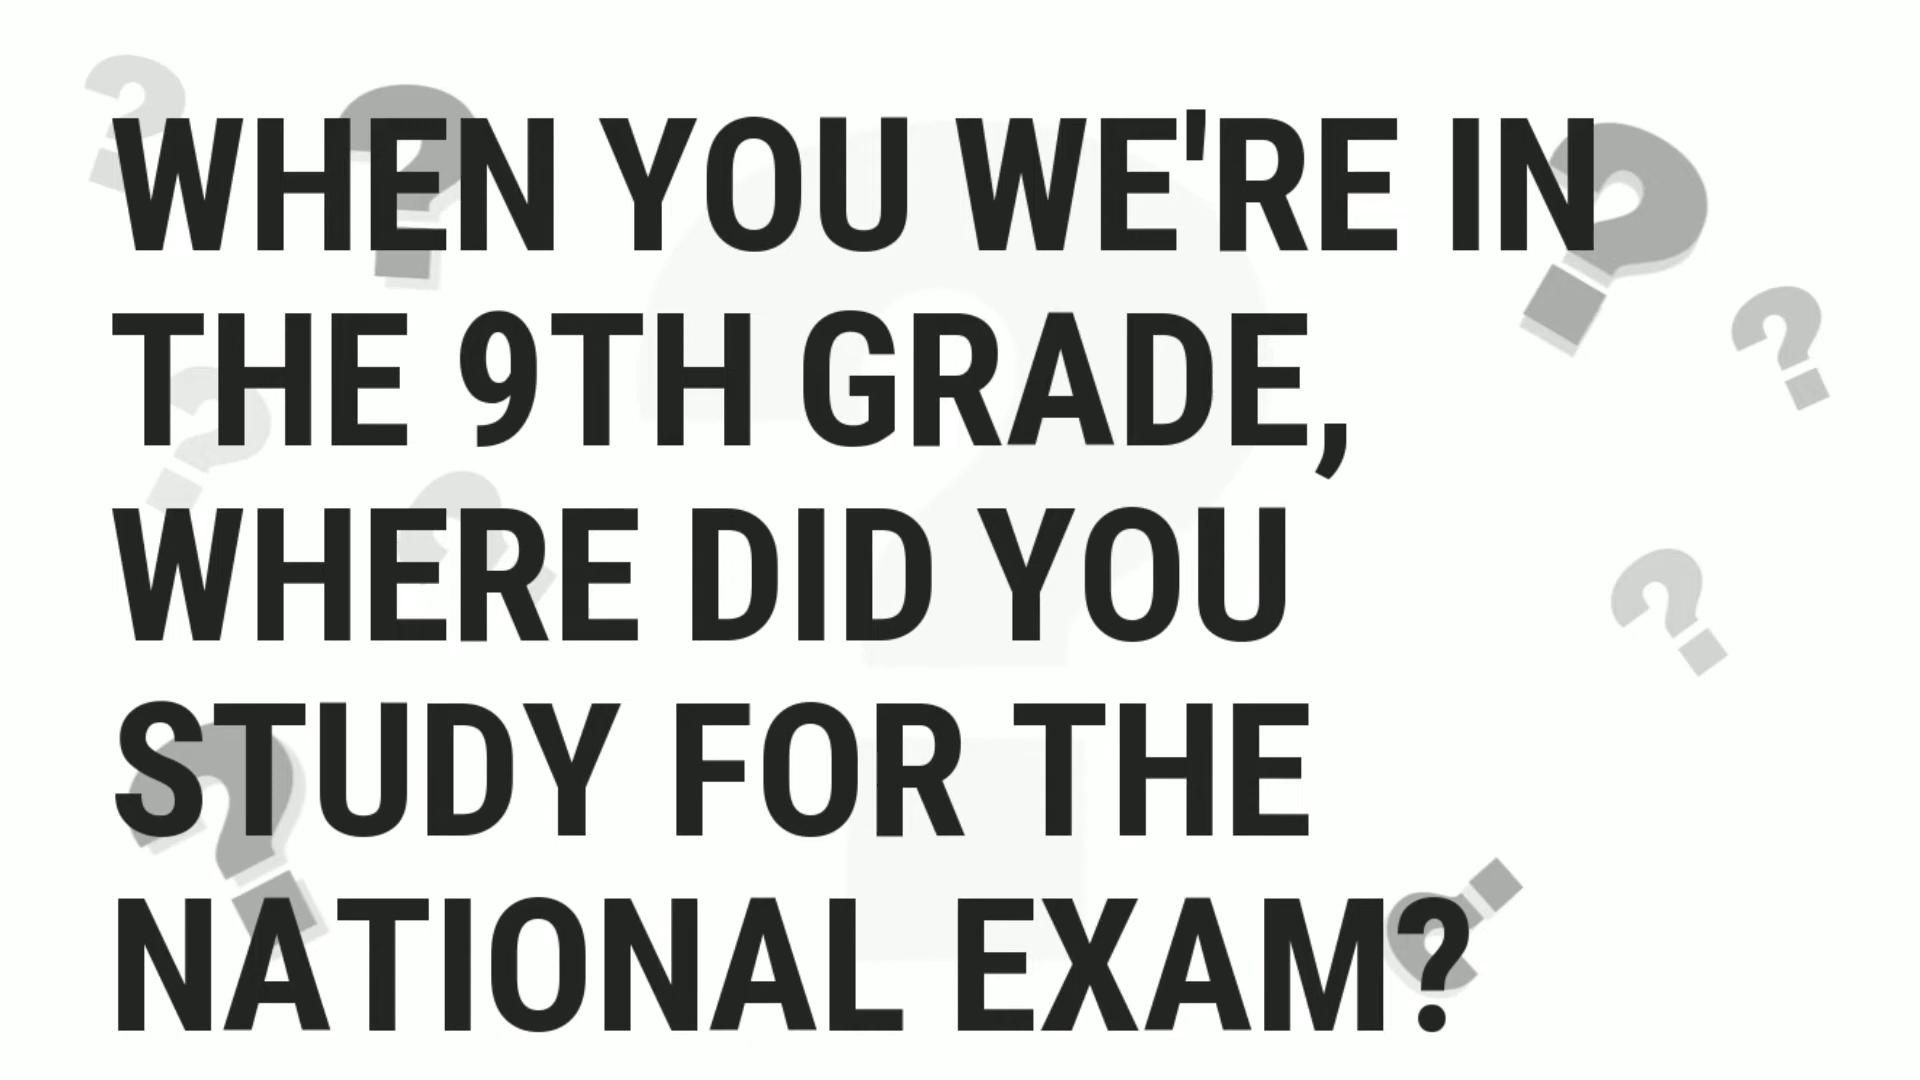 WHEN YOU WE'RE IN
THE 9TH GRADE,
WHERE DID YOU
STUDY FOR THE
NATIONAL EXAM?